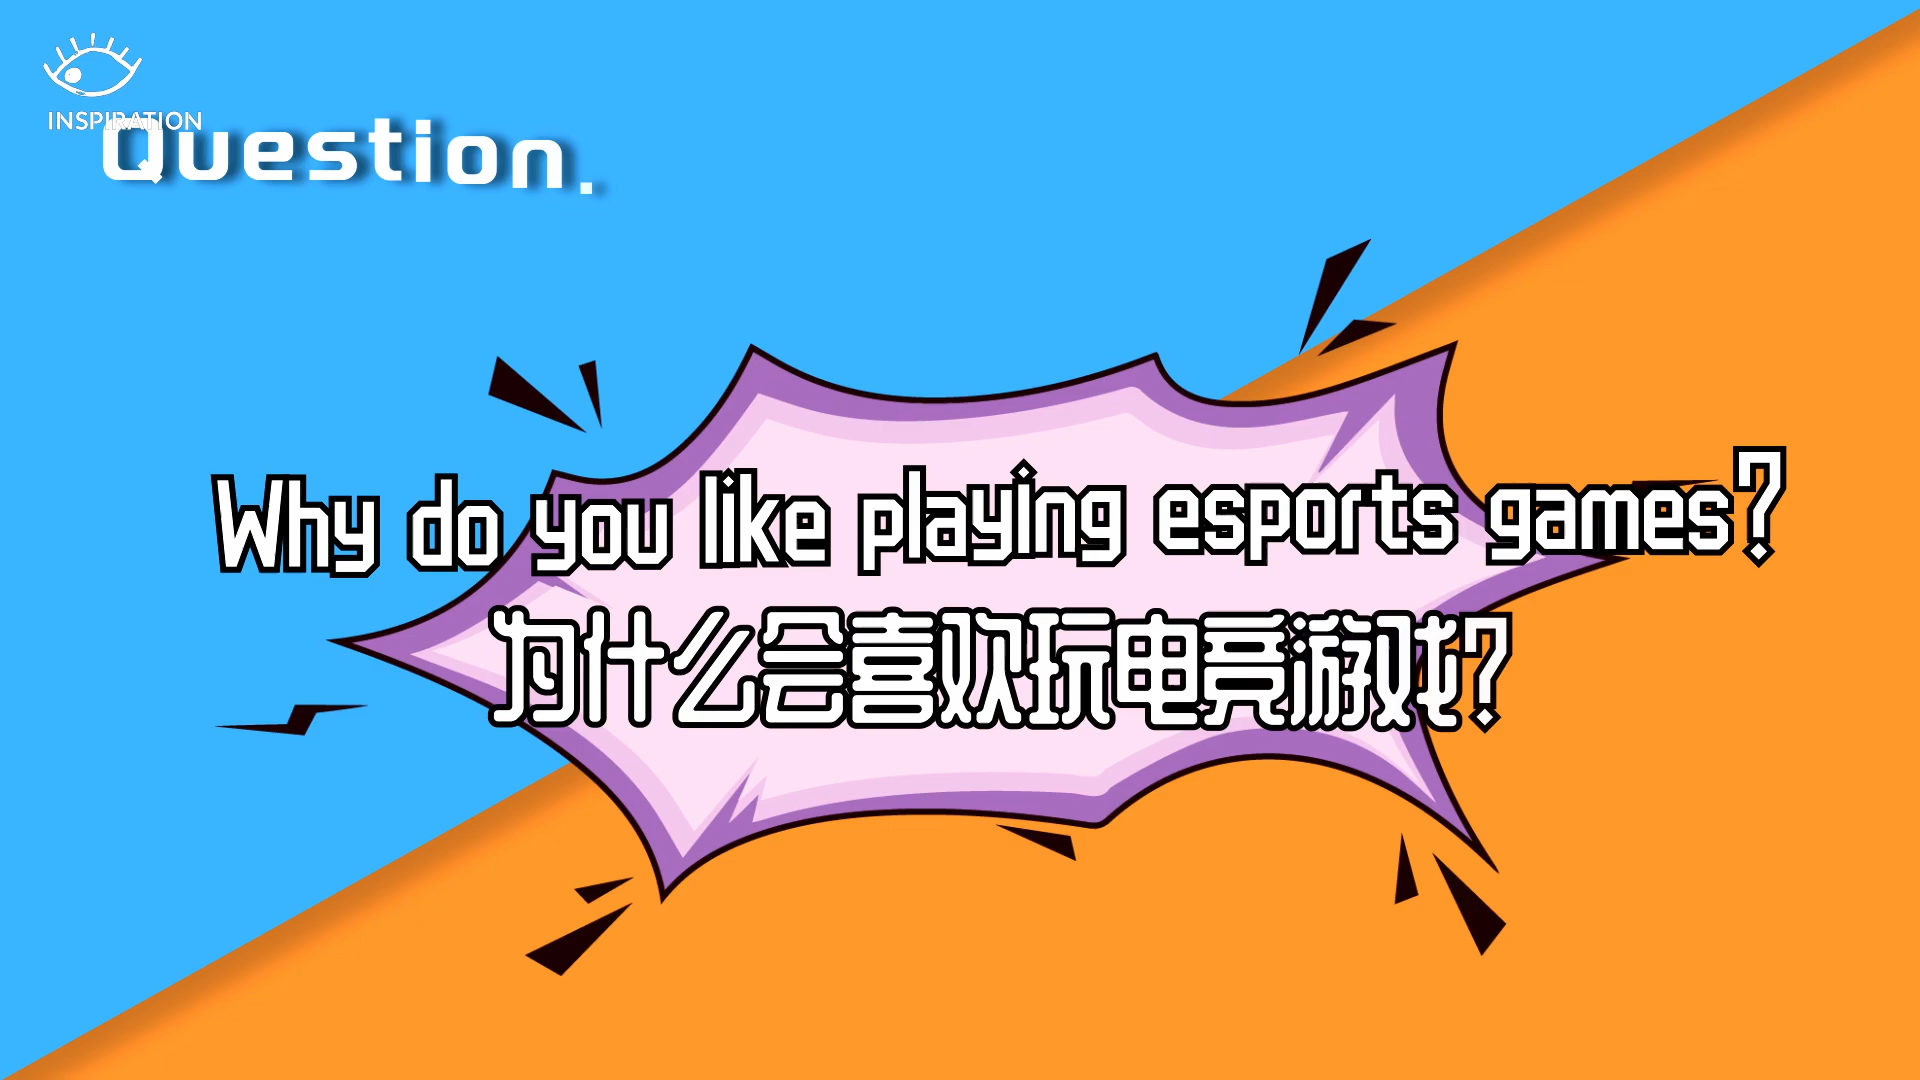 INSPIRATION
Question.
Why do you like playing esports games?
为什么会喜欢玩电竞游戏?